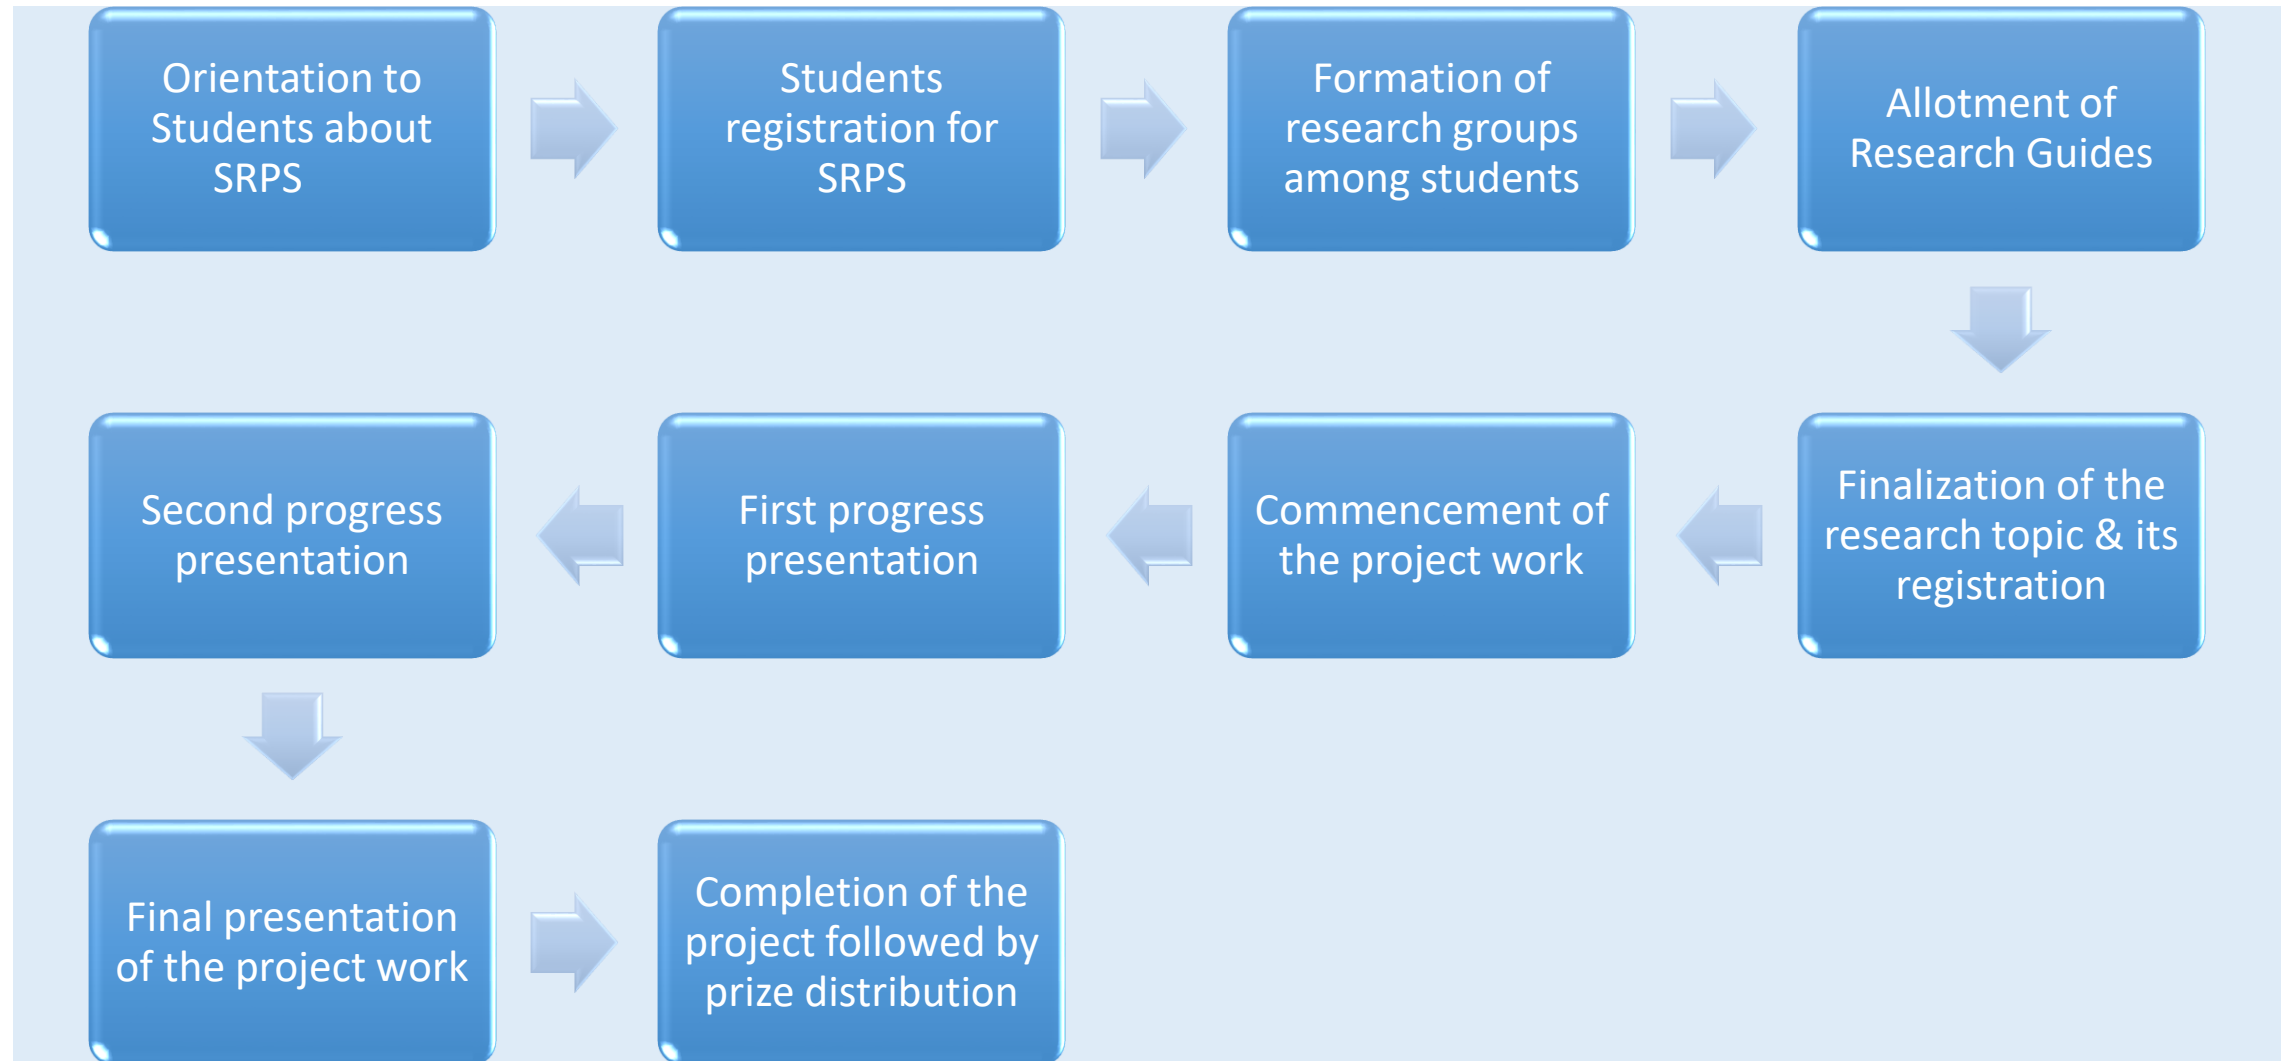 Orientation to
Students about
SRPS
Students
registration for
SRPS
Formation of
research groups
among students
Allotment of
Research Guides
Finalization of the
research topic & its
registration
Commencement of
the project work
First progress
presentation
Second progress
presentation
Final presentation
of the project work
Completion of the
project followed by
prize distribution